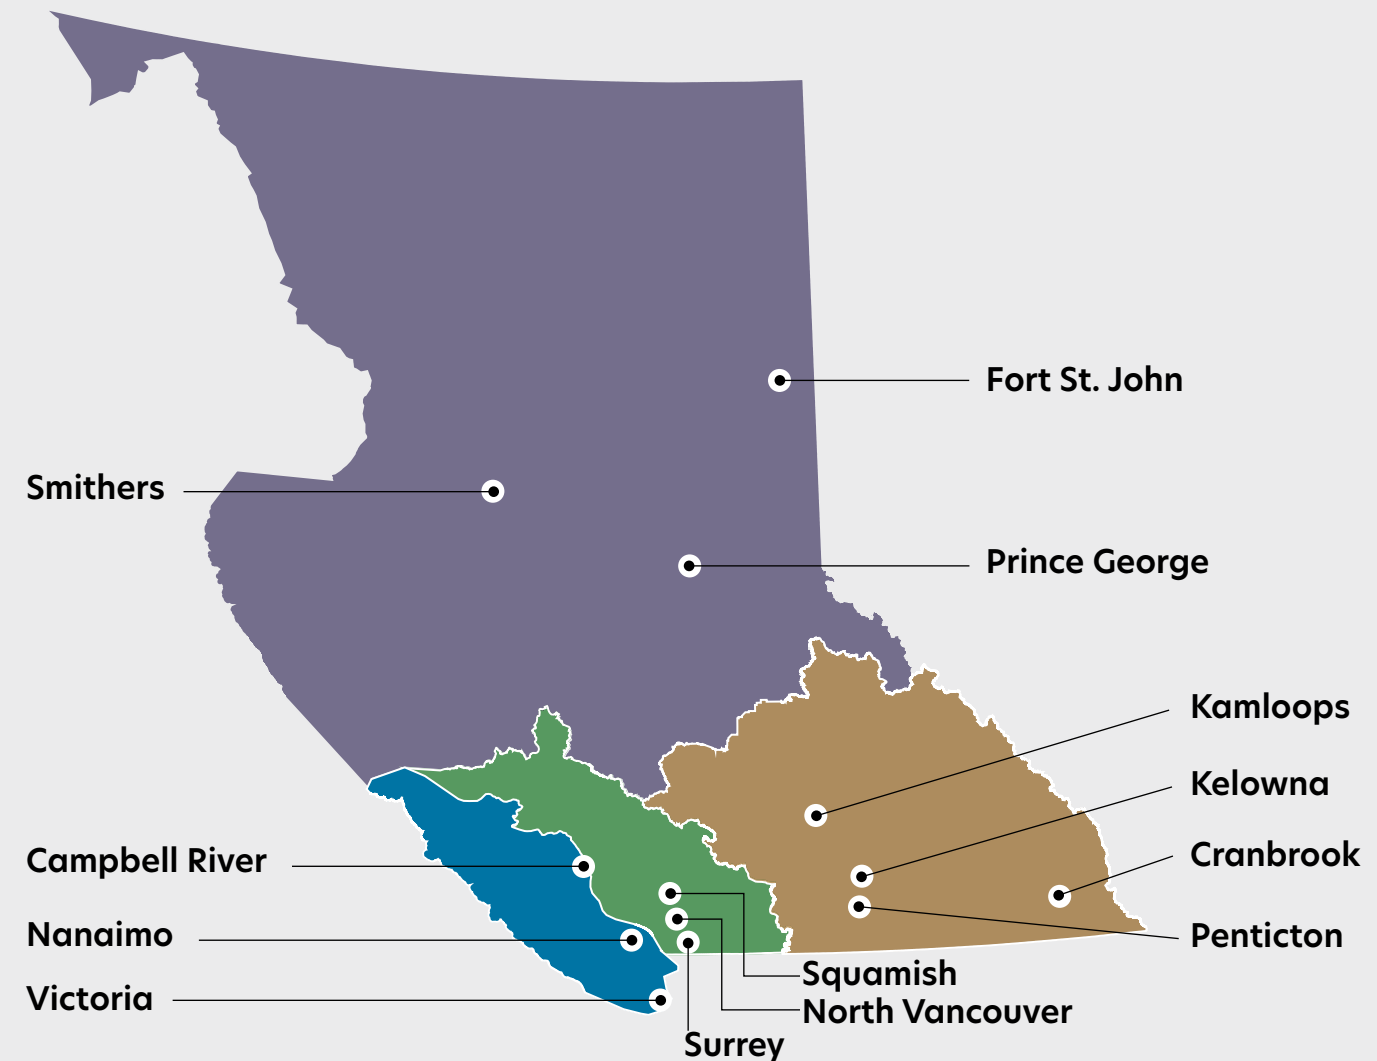 Fort St. John
Smithers
Prince George
Kamloops
Kelowna
Cranbrook
Campbell River
Nanaimo
Penticton
Squamish
Victoria
North Vancouver
Surrey